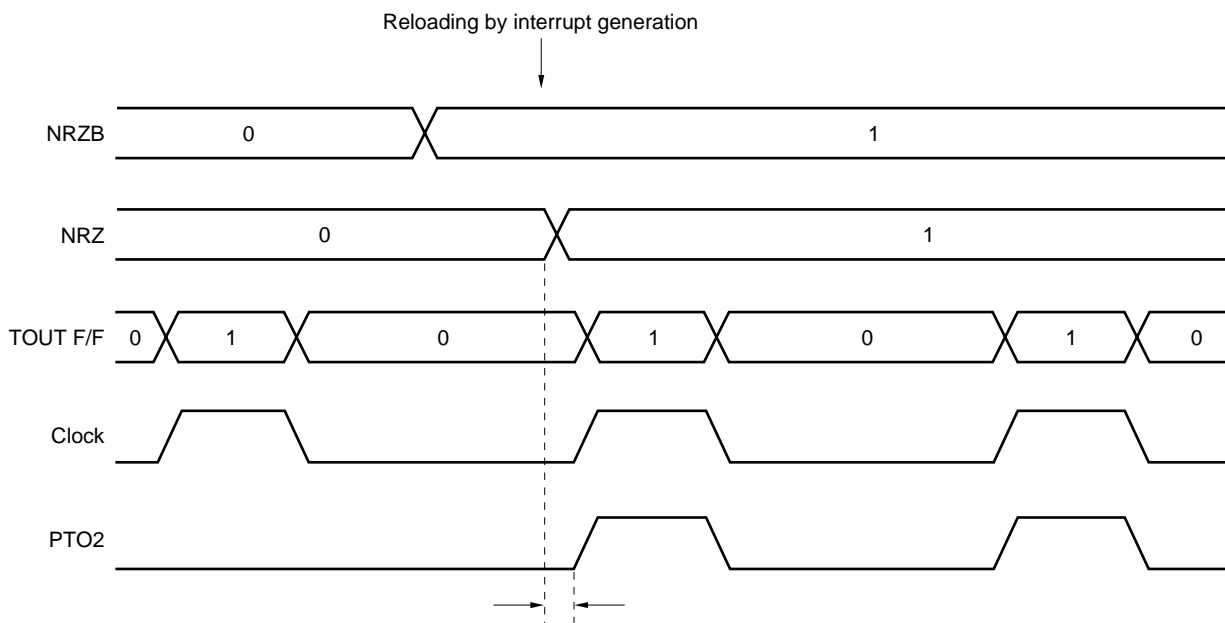 Reloading by interrupt generation
NRZB 0 1
NRZ 0 1
TOUT F/F 0 1 0 1 0 1 0
Clock
PTO2